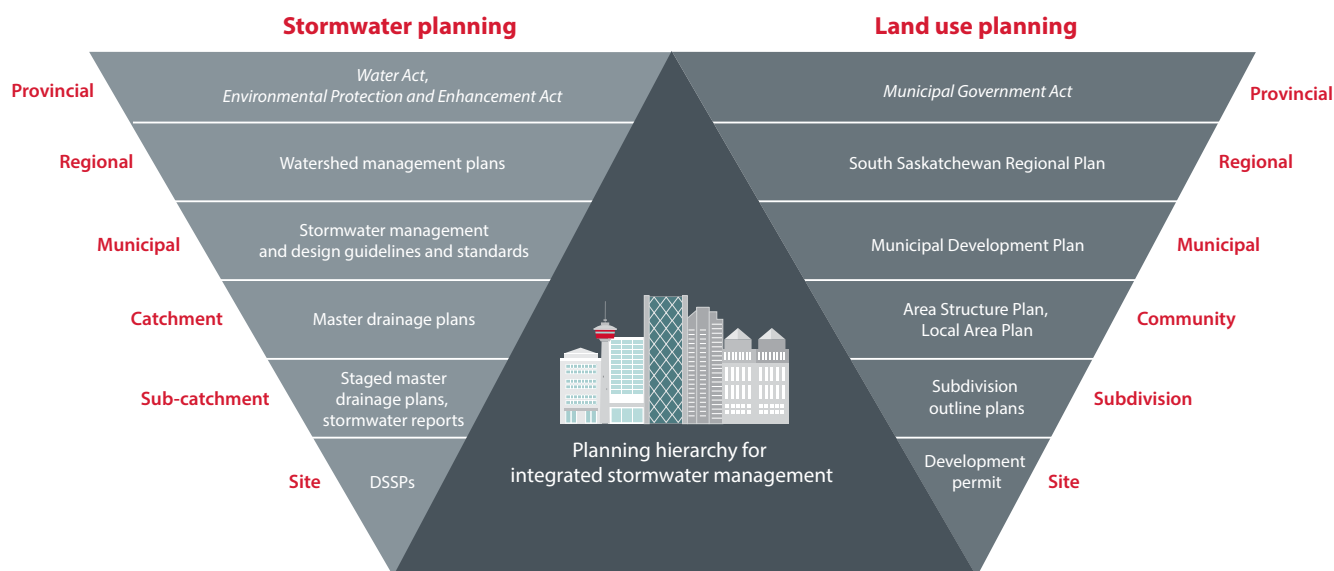 Stormwater planning
Land use planning
Provincial
Water Act,
Environmental Protection and Enhancement Act
Municipal Government Act
Provincial
Regional
Watershed management plans
South Saskatchewan Regional Plan
Regional
Municipal
Stormwater management
and design guidelines and standards
Municipal Development Plan
Municipal
Catchment
Master drainage plans
Area Structure Plan,
Local Area Plan
Community
Sub-catchment
Staged master
drainage plans,
stormwater reports
Subdivision
outline plans
Subdivision
Site
DSSPs
Planning hierarchy for
integrated stormwater management
Development
permit
Site